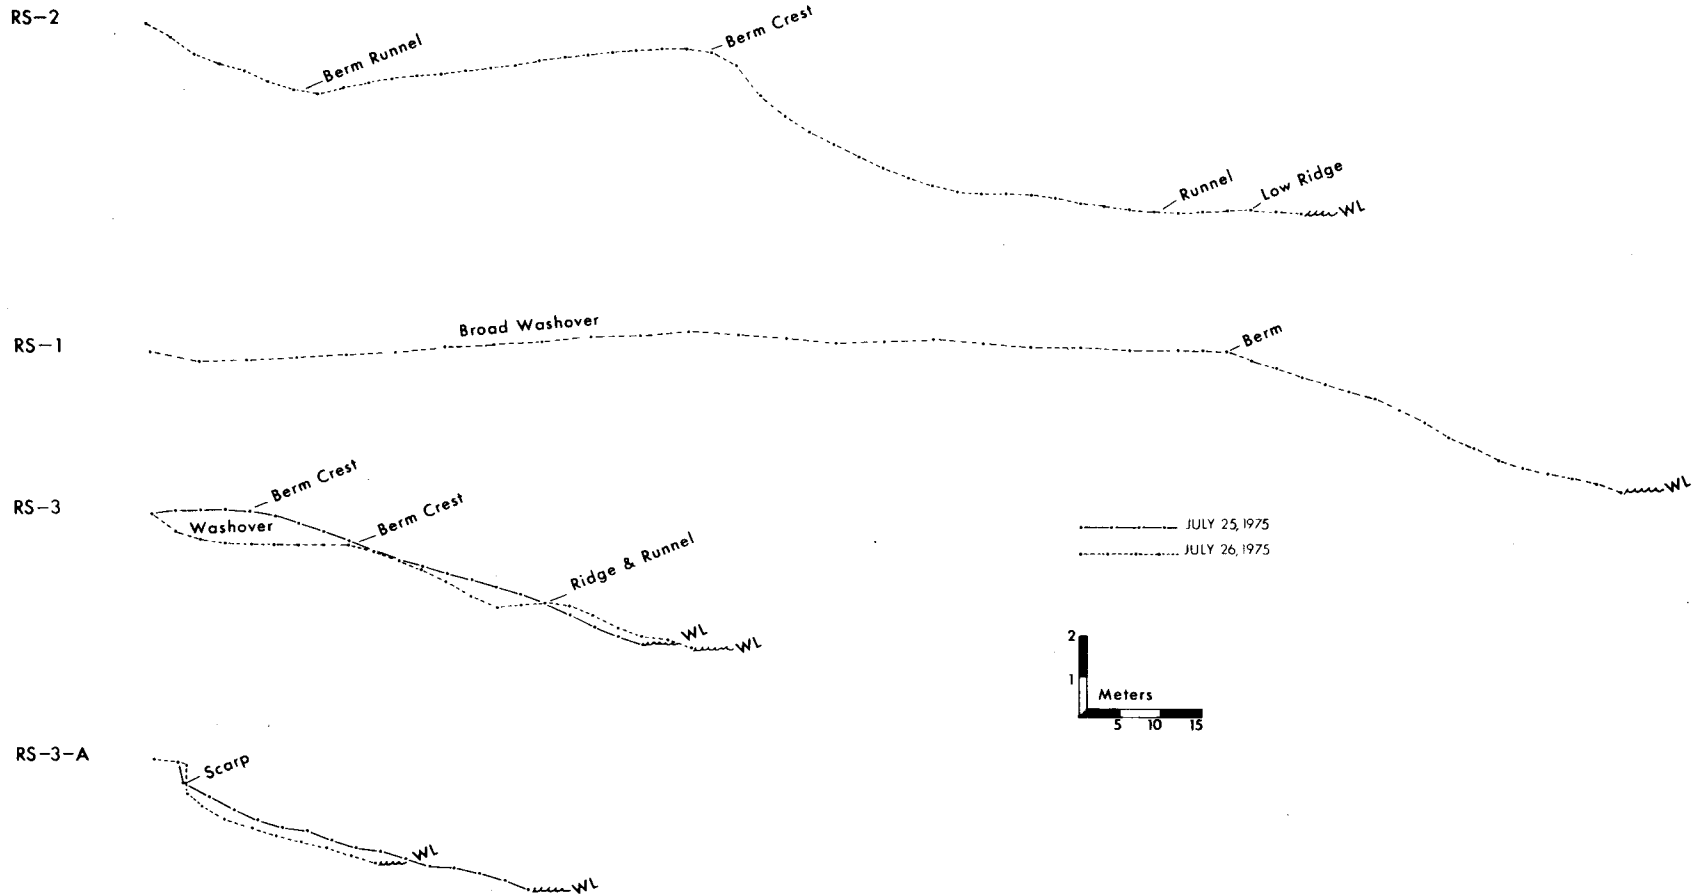 RS-2
Berm Runnel
Berm Crest
Runnel
Low Ridge
WL
RS-1
Broad Washover
Berm
WL
RS-3
Berm Crest
Washover
Berm Crest
Ridge & Runnel
WL
WL
JULY 25, 1975
JULY 26, 1975
2
1
Meters
5 10 15
RS-3-A
Scarp
WL
WL